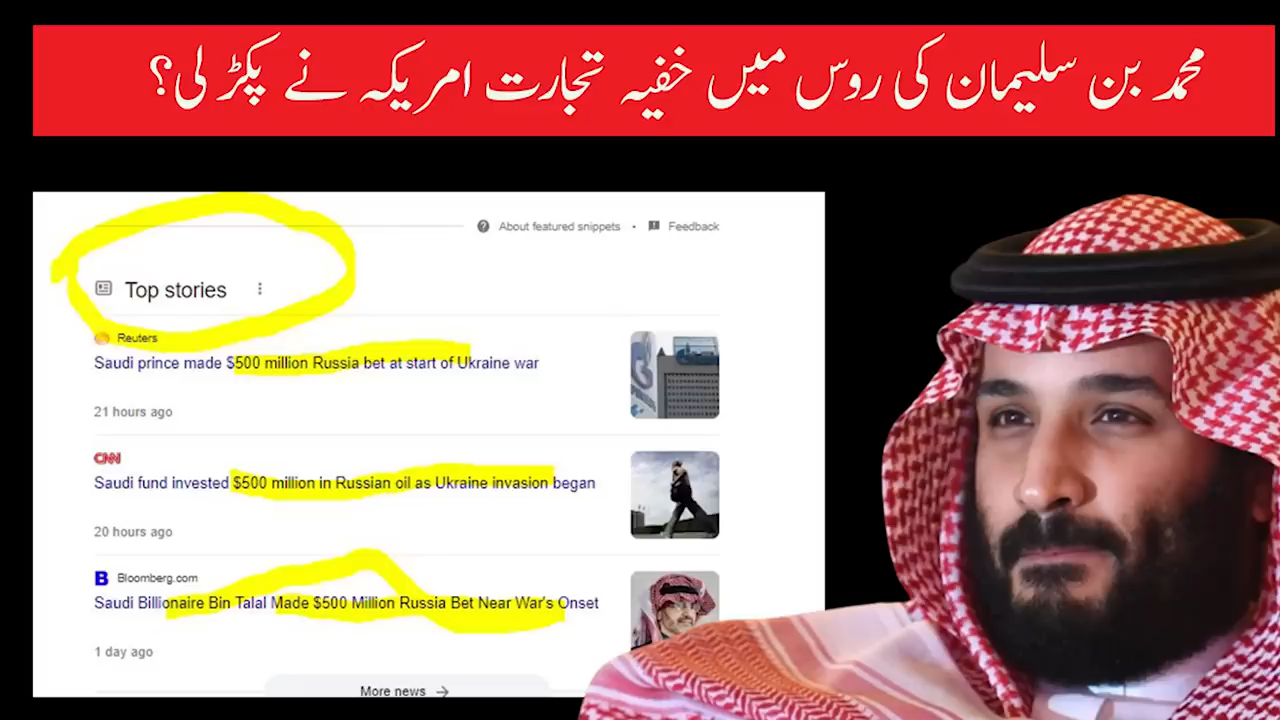 محمد بن سلیمان کی روس میں خفیہ تجارت امریکہ نے پکڑ لی؟
About featured snippets • Feedback
Top stories
Reuters
Saudi prince made $500 million Russia bet at start of Ukraine war
21 hours ago
CNN
Saudi fund invested $500 million in Russian oil as Ukraine invasion began
20 hours ago
B Bloomberg.com
Saudi Billionaire Bin Talal Made $500 Million Russia Bet Near War's Onset
1 day ago
More news →